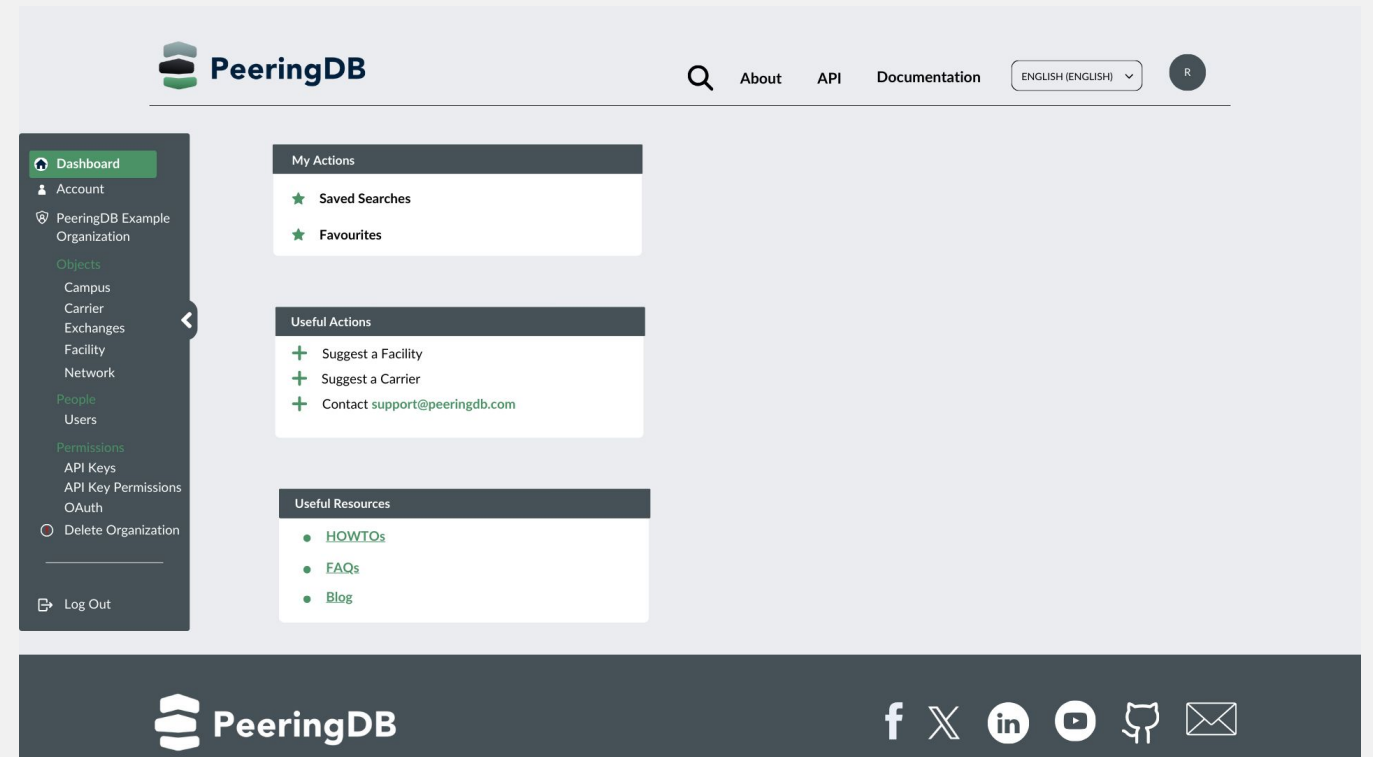 PeeringDB
About
API
Documentation
ENGLISH (ENGLISH)
R
Dashboard
Account
PeeringDB Example
Organization
Objects
Campus
Carrier
Exchanges
Facility
Network
People
Users
Permissions
API Keys
API Key Permissions
OAuth
Delete Organization
Log Out
My Actions
Saved Searches
Favourites
Useful Actions
Suggest a Facility
Suggest a Carrier
Contact support@peeringdb.com
Useful Resources
HOWTOs
FAQs
Blog
PeeringDB